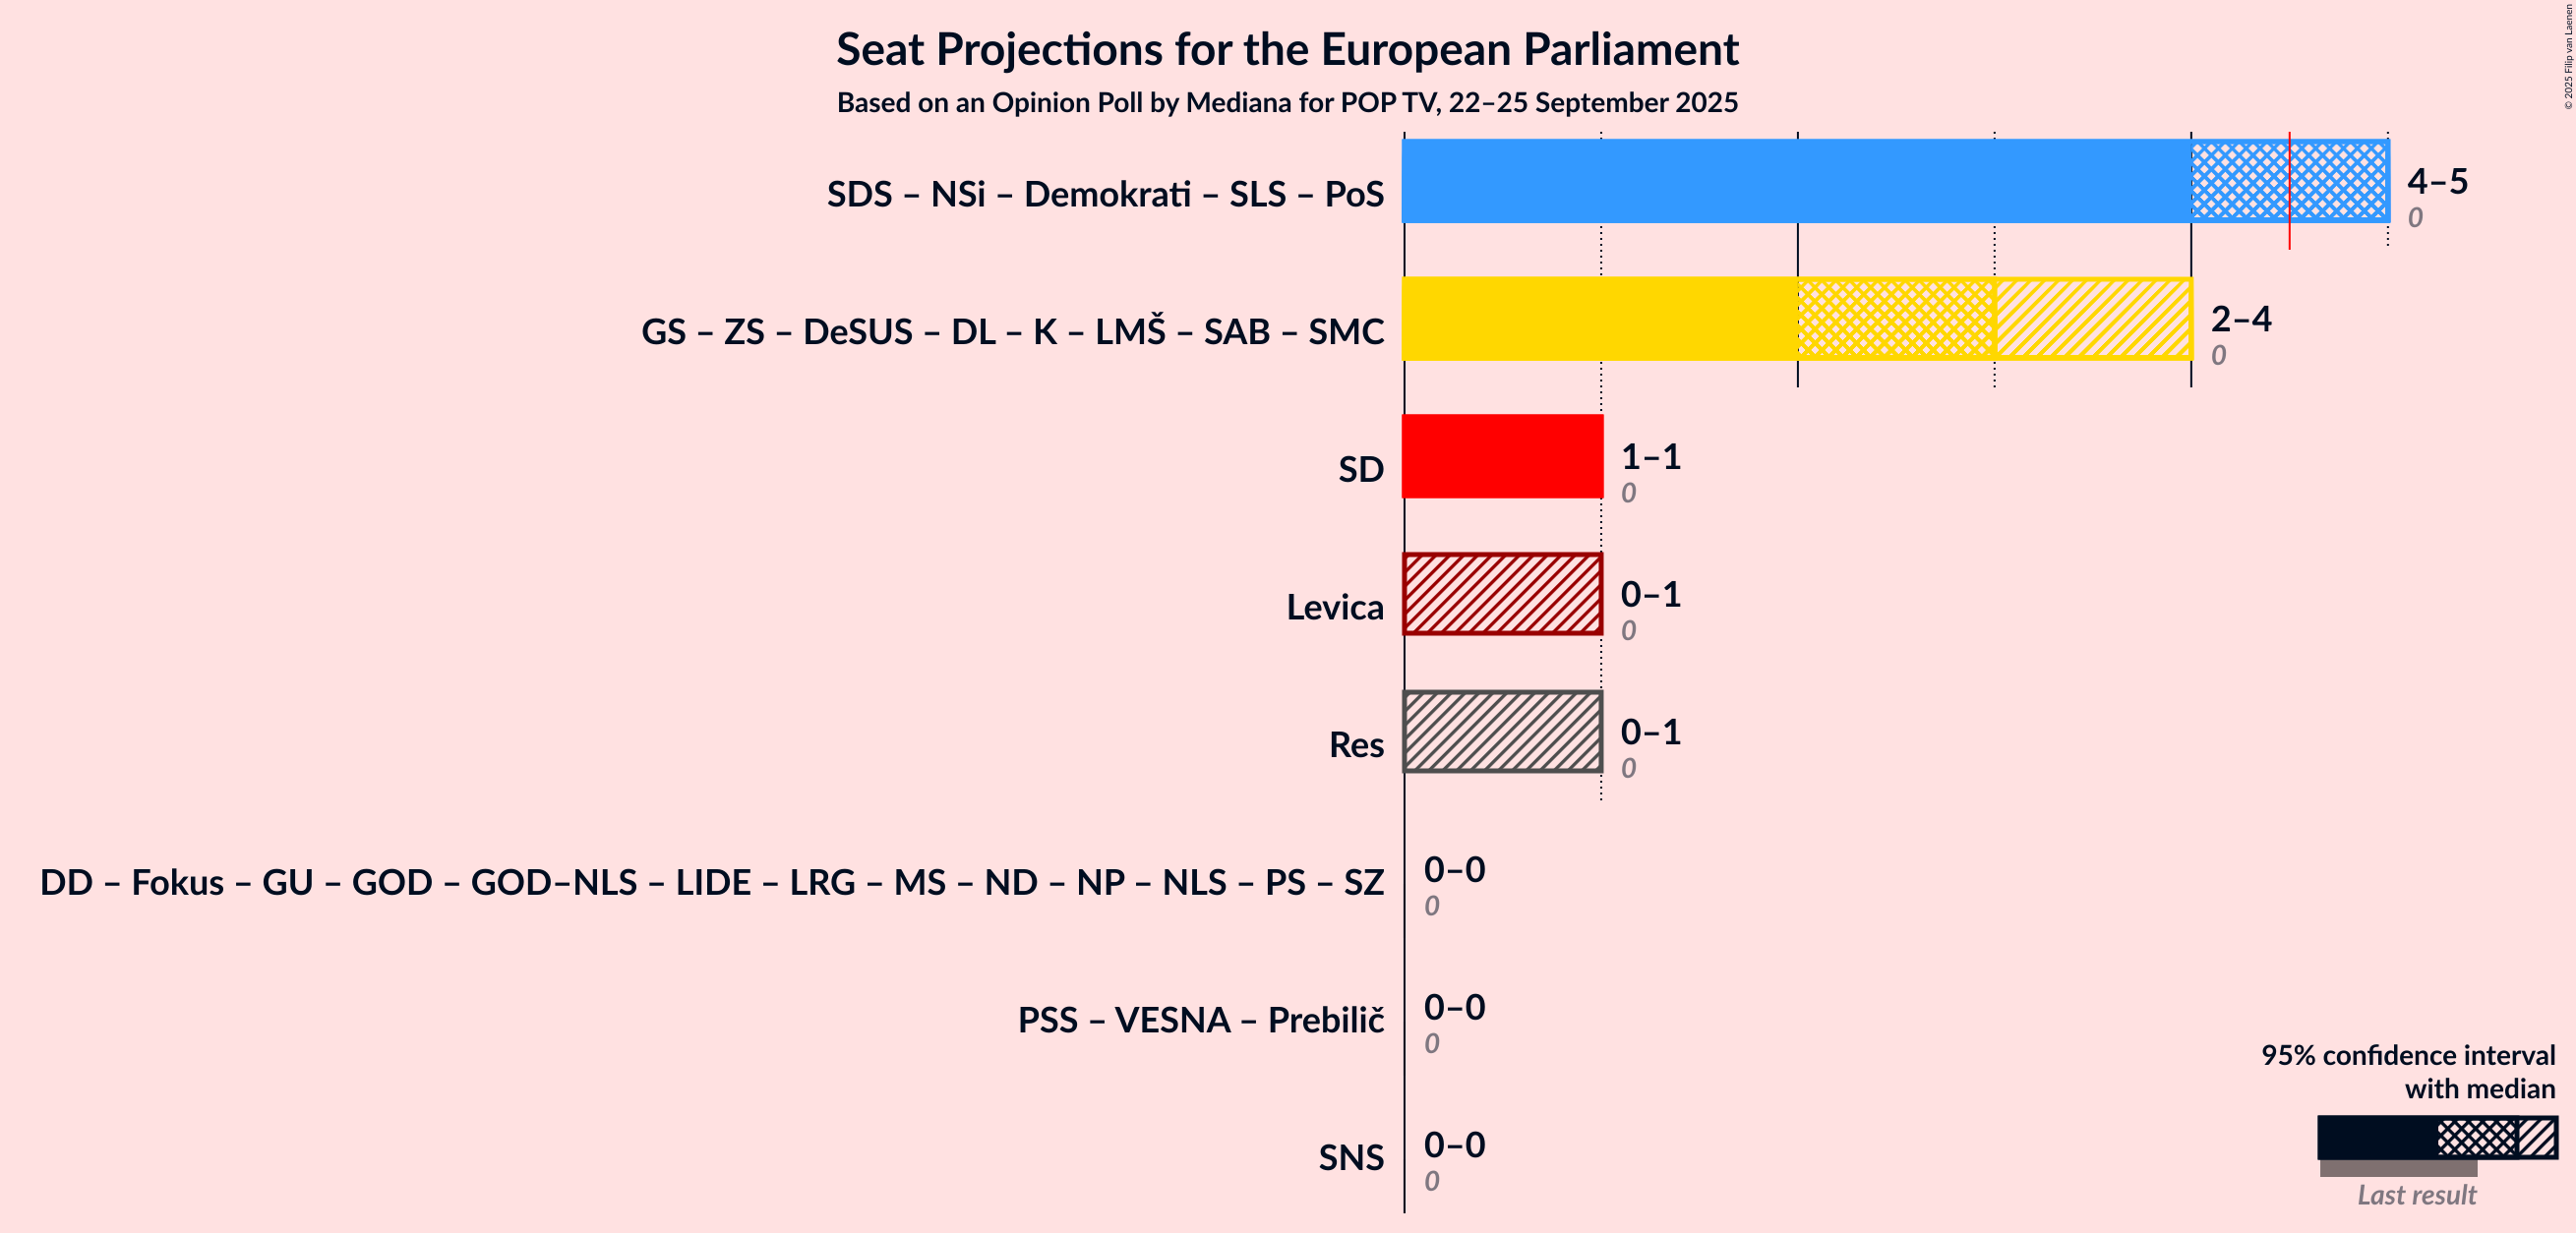 Seat Projections for the European Parliament
Based on an Opinion Poll by Mediana for POP TV, 22–25 September 2025
© 2025 Filip van Laenen
SDS – NSi – Demokrati – SLS – PoS
4–5
0
GS – ZS – DeSUS – DL – K – LMŠ – SAB – SMC
2–4
0
SD
1–1
0
Levica
0–1
0
Res
0–1
0
DD – Fokus – GU – GOD – GOD–NLS – LIDE – LRG – MS – ND – NP – NLS – PS – SZ
0–0
0
PSS – VESNA – Prebilič
0–0
0
SNS
0–0
0
95% confidence interval
with median
Last result